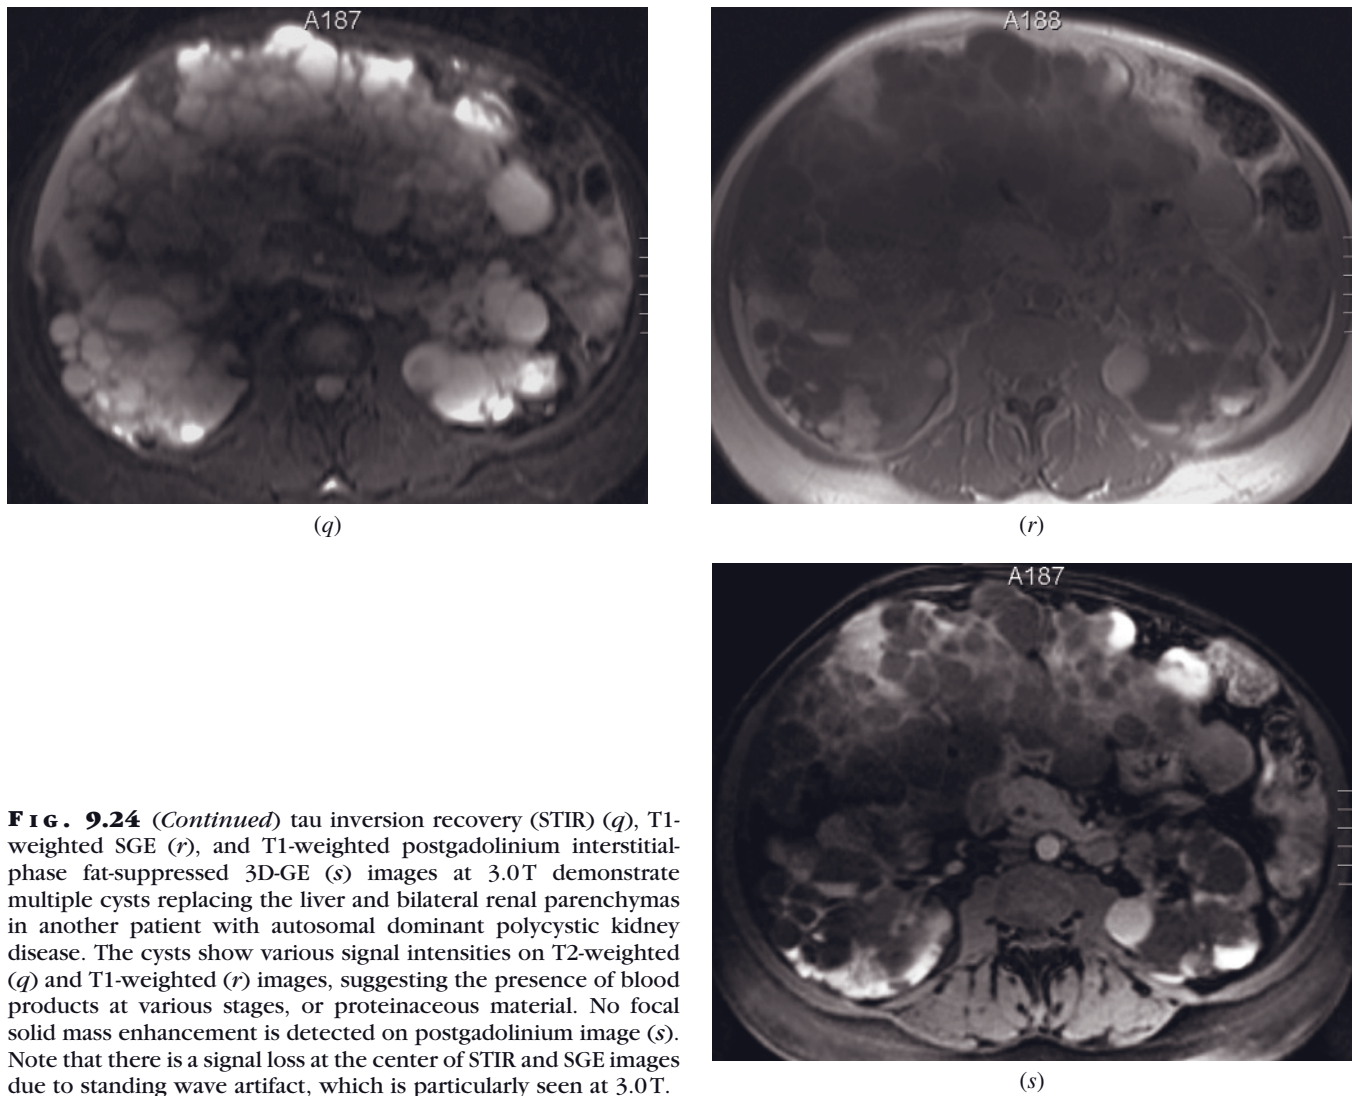 A187
A188
(q)
(r)
A187
FIG. 9.24 (Continued) tau inversion recovery (STIR) (q), T1-
weighted SGE (r), and T1-weighted postgadolinium interstitial-
phase fat-suppressed 3D-GE (s) images at 3.0T demonstrate
multiple cysts replacing the liver and bilateral renal parenchymas
in another patient with autosomal dominant polycystic kidney
disease. The cysts show various signal intensities on T2-weighted
(q) and T1-weighted (r) images, suggesting the presence of blood
products at various stages, or proteinaceous material. No focal
solid mass enhancement is detected on postgadolinium image (s).
Note that there is a signal loss at the center of STIR and SGE images
due to standing wave artifact, which is particularly seen at 3.0T.
(s)